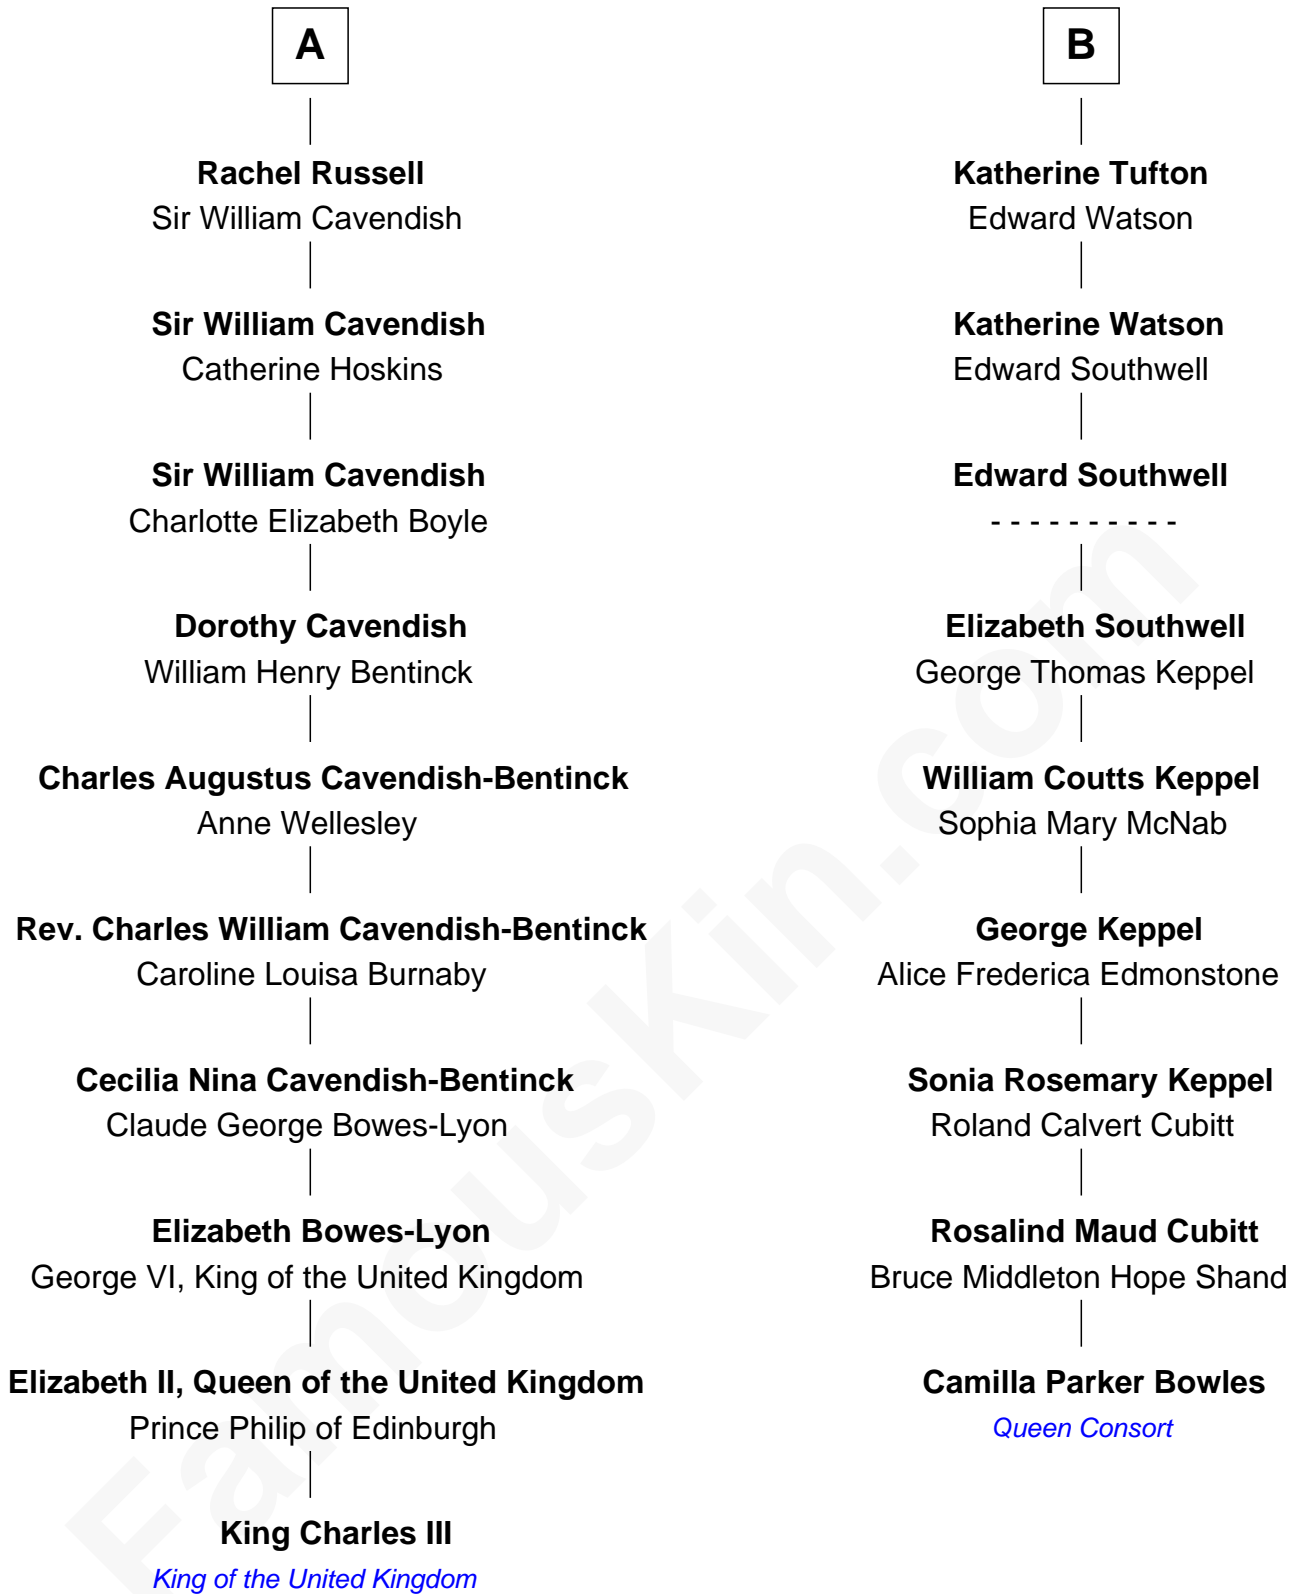 A
Rachel Russell
Sir William Cavendish
Sir William Cavendish
Catherine Hoskins
Sir William Cavendish
Charlotte Elizabeth Boyle
Dorothy Cavendish
William Henry Bentinck
Charles Augustus Cavendish-Bentinck
Anne Wellesley
Rev. Charles William Cavendish-Bentinck
Caroline Louisa Burnaby
Cecilia Nina Cavendish-Bentinck
Claude George Bowes-Lyon
Elizabeth Bowes-Lyon
George VI, King of the United Kingdom
Elizabeth II, Queen of the United Kingdom
Prince Philip of Edinburgh
King Charles III
King of the United Kingdom
B
Katherine Tufton
Edward Watson
Katherine Watson
Edward Southwell
Edward Southwell
- - - - - - - - - -
Elizabeth Southwell
George Thomas Keppel
William Coutts Keppel
Sophia Mary McNab
George Keppel
Alice Frederica Edmonstone
Sonia Rosemary Keppel
Roland Calvert Cubitt
Rosalind Maud Cubitt
Bruce Middleton Hope Shand
Camilla Parker Bowles
Queen Consort
FamousKin.com